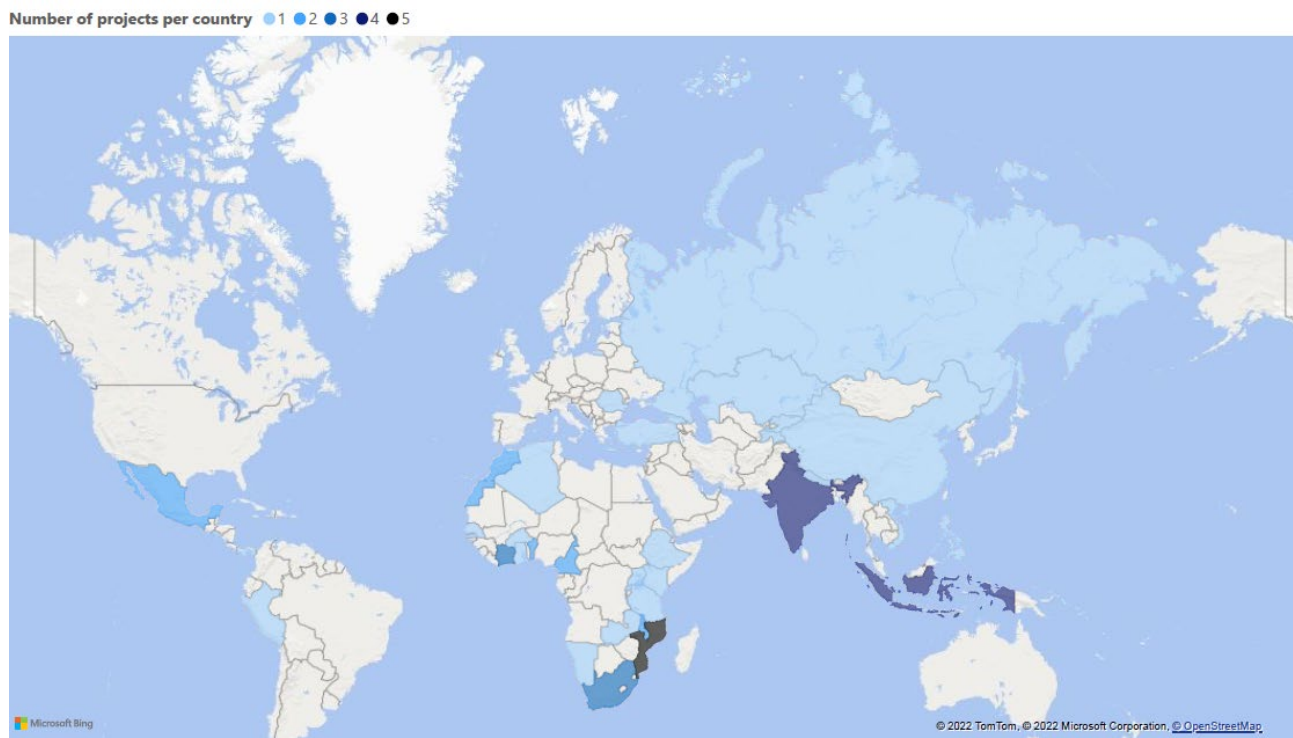 Number of projects per country 1 2 3 4 5
Microsoft Bing
© 2022 TomTom, © 2022 Microsoft Corporation, © OpenStreetMap